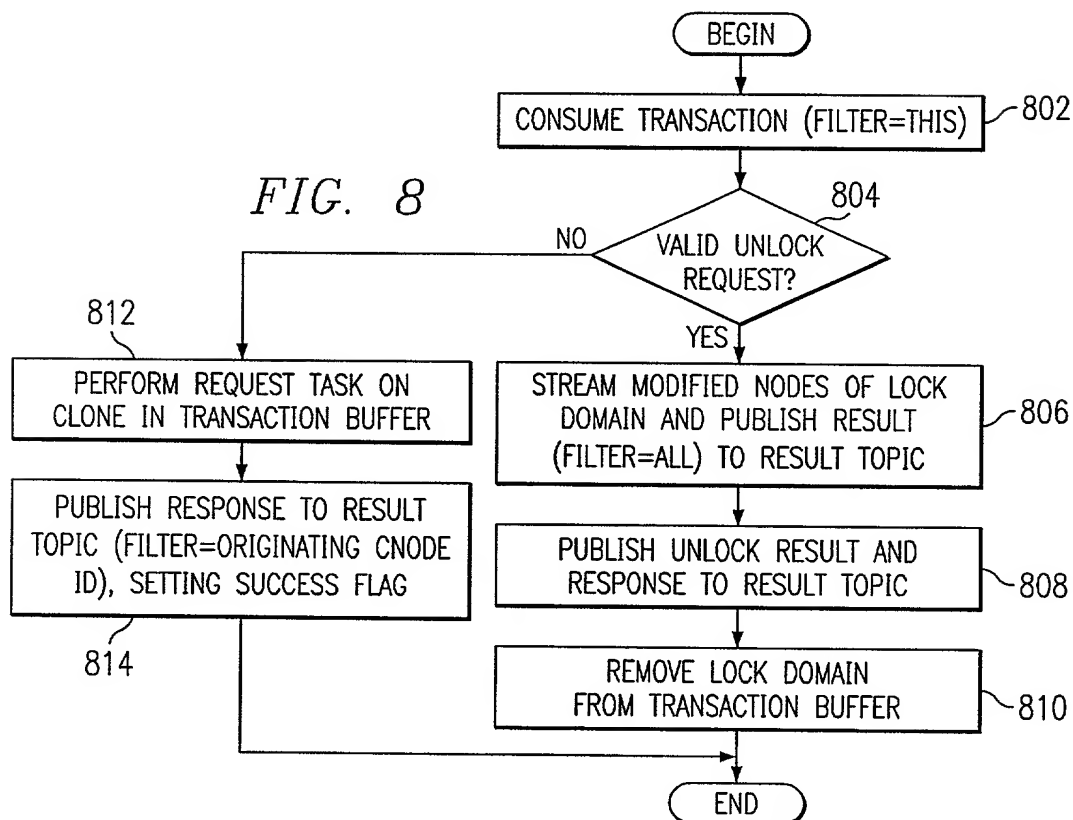 BEGIN
CONSUME TRANSACTION (FILTER=THIS)
802
FIG. 8
804
VALID UNLOCK
REQUEST?
NO
YES
812
PERFORM REQUEST TASK ON
CLONE IN TRANSACTION BUFFER
STREAM MODIFIED NODES OF LOCK
DOMAIN AND PUBLISH RESULT
(FILTER=ALL) TO RESULT TOPIC
806
PUBLISH RESPONSE TO RESULT
TOPIC (FILTER=ORIGINATING CNODE
ID), SETTING SUCCESS FLAG
814
PUBLISH UNLOCK RESULT AND
RESPONSE TO RESULT TOPIC
808
REMOVE LOCK DOMAIN
FROM TRANSACTION BUFFER
810
END